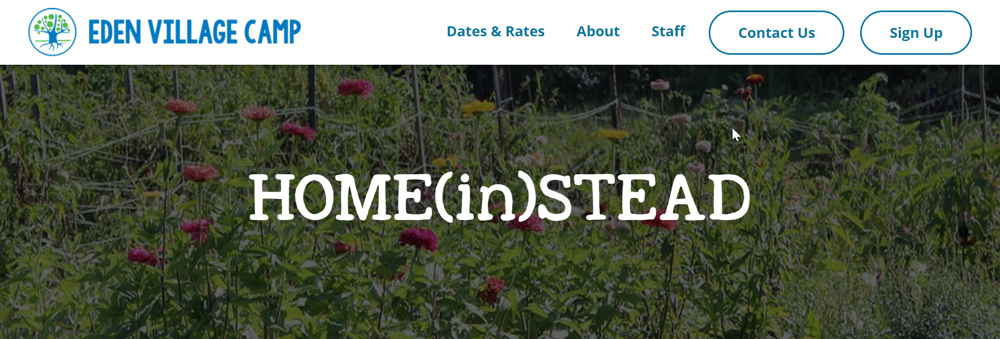 EDEN VILLAGE CAMP
Dates & Rates
About
Staff
Contact Us
Sign Up
HOME(in)STEAD